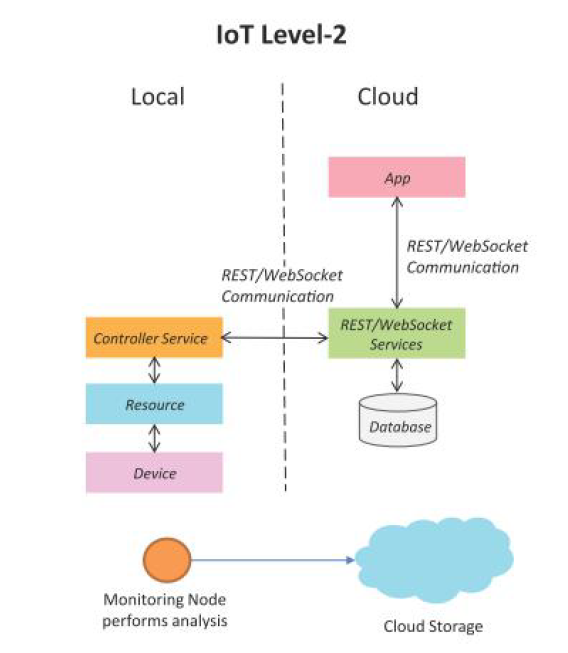 IoT Level-2
Local
Cloud
App
REST/WebSocket
Communication
REST/WebSocket
Communication
Controller Service
REST/WebSocket
Services
Resource
Database
Device
Monitoring Node
performs analysis
Cloud Storage